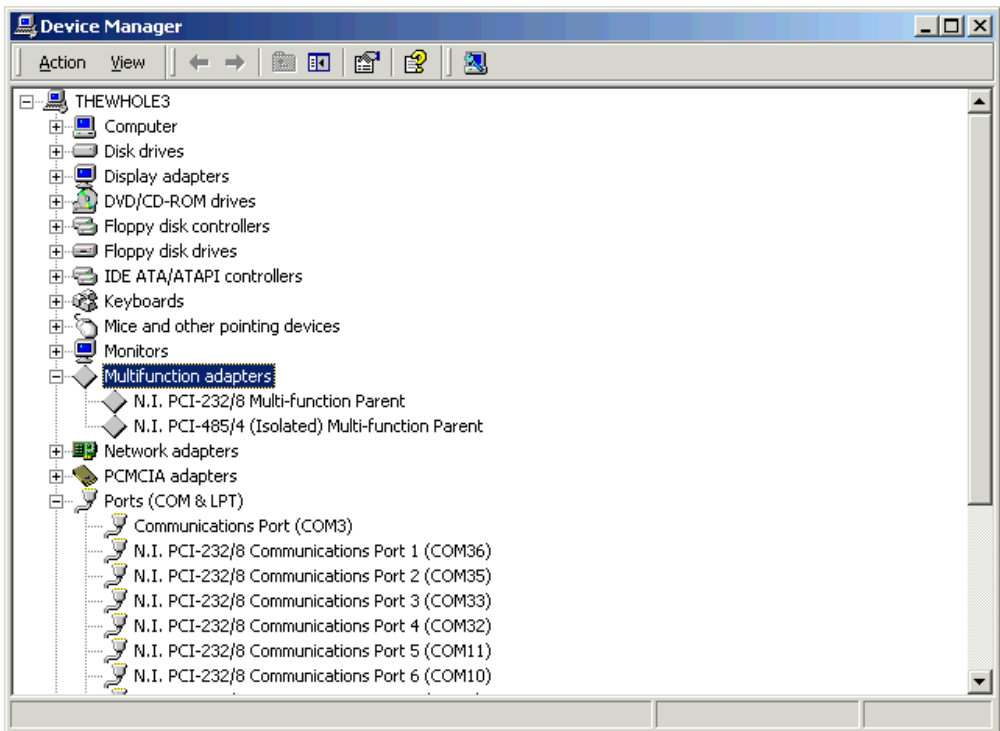 Device Manager
Action View
THEWHOLE3
Computer
Disk drives
Display adapters
DVD/CD-ROM drives
Floppy disk controllers
Floppy disk drives
IDE ATA/ATAPI controllers
Keyboards
Mice and other pointing devices
Monitors
Multifunction adapters
N.I. PCI-232/8 Multi-function Parent
N.I. PCI-485/4 (Isolated) Multi-function Parent
Network adapters
PCMCIA adapters
Ports (COM & LPT)
Communications Port (COM3)
N.I. PCI-232/8 Communications Port 1 (COM36)
N.I. PCI-232/8 Communications Port 2 (COM35)
N.I. PCI-232/8 Communications Port 3 (COM33)
N.I. PCI-232/8 Communications Port 4 (COM32)
N.I. PCI-232/8 Communications Port 5 (COM11)
N.I. PCI-232/8 Communications Port 6 (COM10)